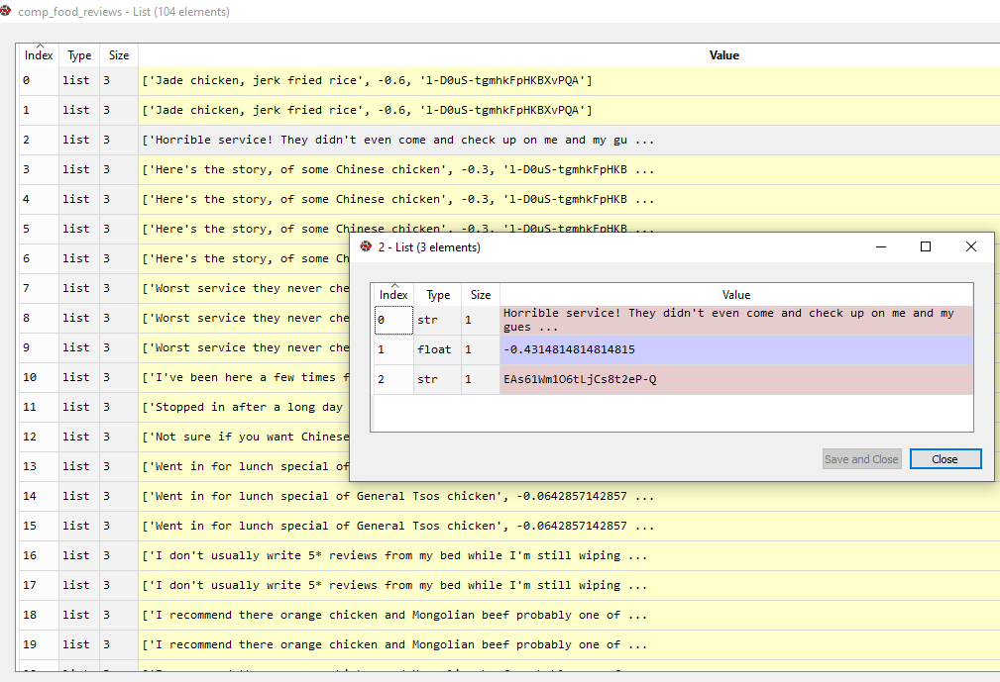 comp_food_reviews - List (104 elements)
Index Type Size Value
0 list 3 ['Jade chicken, jerk fried rice', -0.6, 'l-D0uS-tgmhkFpHKBXvPQA']
1 list 3 ['Jade chicken, jerk fried rice', -0.6, 'l-D0uS-tgmhkFpHKBXvPQA']
2 list 3 ['Horrible service! They didn't even come and check up on me and my gu ...
3 list 3 ['Here's the story, of some Chinese chicken', -0.3, 'l-D0uS-tgmhkFpHKB ...
4 list 3 ['Here's the story, of some Chinese chicken', -0.3, 'l-D0uS-tgmhkFpHKB ...
5 list 3 ['Here's the story, of some Chinese chicken', -0.3, 'l-D0uS-tgmhkFpHKB ...
6 list 3 ['Here's the story, of some Ch
7 list 3 ['Worst service they never che
8 list 3 ['Worst service they never che
9 list 3 ['Worst service they never che
10 list 3 ['I've been here a few times f
11 list 3 ['Stopped in after a long day
12 list 3 ['Not sure if you want Chinese
13 list 3 ['Went in for lunch special of
14 list 3 ['Went in for lunch special of General Tsos chicken', -0.0642857142857 ...
15 list 3 ['Went in for lunch special of General Tsos chicken', -0.0642857142857 ...
16 list 3 ['I don't usually write 5* reviews from my bed while I'm still wiping ...
17 list 3 ['I don't usually write 5* reviews from my bed while I'm still wiping ...
18 list 3 ['I recommend there orange chicken and Mongolian beef probably one of ...
19 list 3 ['I recommend there orange chicken and Mongolian beef probably one of ...
2 - List (3 elements)
Index Type Size Value
0 str 1 Horrible service! They didn't even come and check up on me and my
gues ...
1 float 1 -0.4314814814814815
2 str 1 EAs61Wm1O6tLjCs8t2eP-Q
Save and Close Close